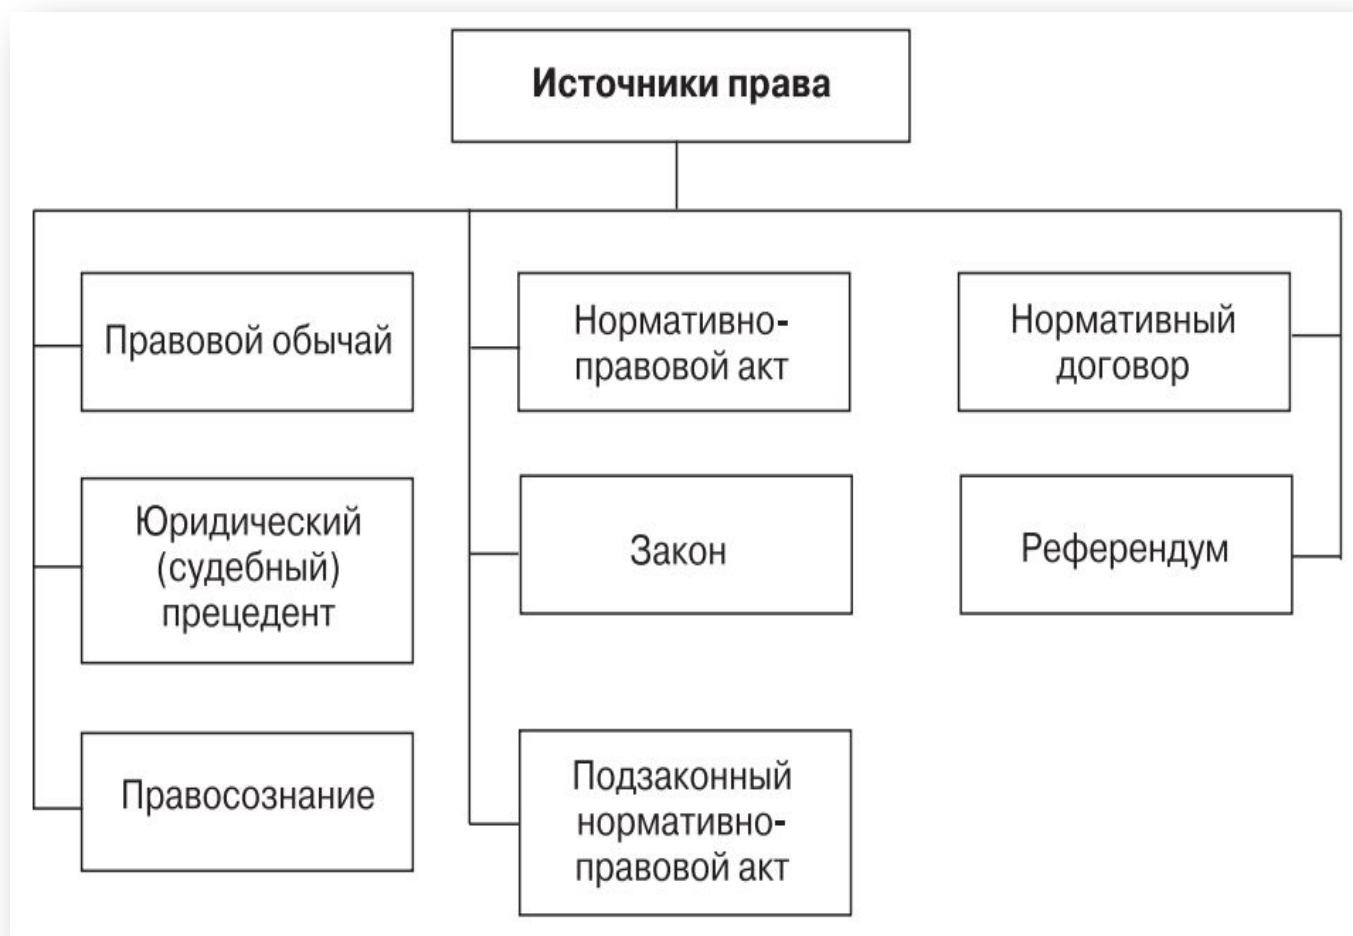 Источники права
Правовой обычай
Нормативно-
правовой акт
Нормативный
договор
Юридический
(судебный)
прецедент
Закон
Референдум
Правосознание
Подзаконный
нормативно-
правовой акт